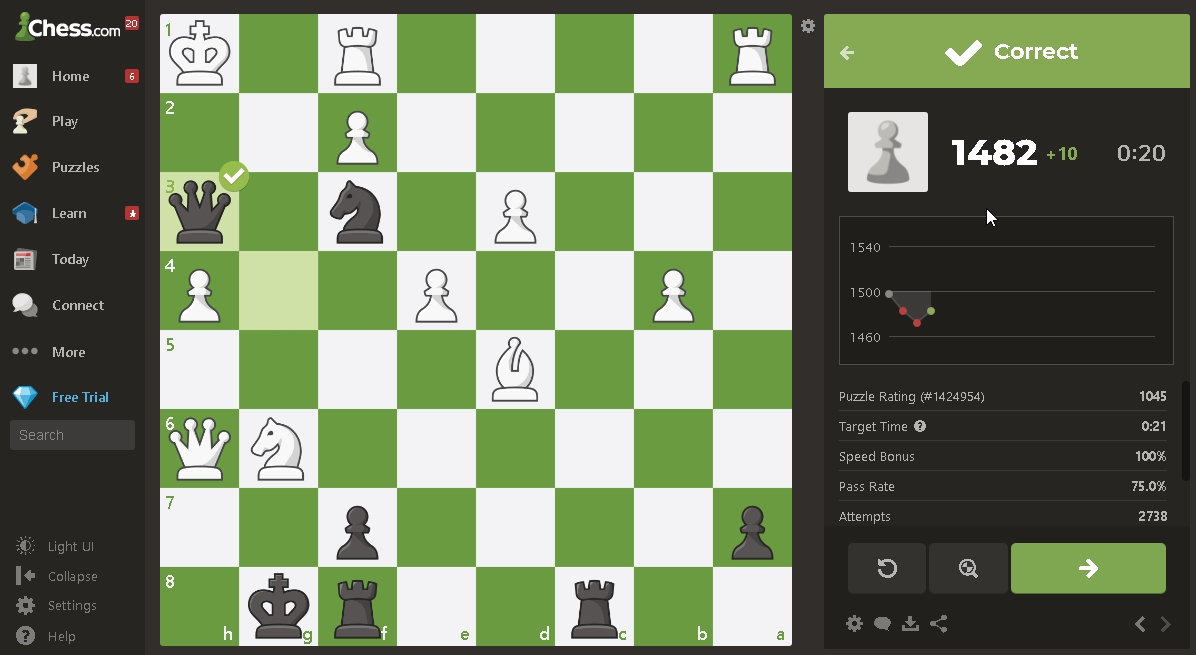 Chess.com 20
Home 6
Play
Puzzles
Learn
Today
Connect
More
Free Trial
Search
Light UI
Collapse
Settings
Help
1
2
3
4
5
6
7
8
h g f e d c b a
Correct
1482 +10 0:20
1540
1500
1460
Puzzle Rating (#1424954) 1045
Target Time ? 0:21
Speed Bonus 100%
Pass Rate 75.0%
Attempts 2738